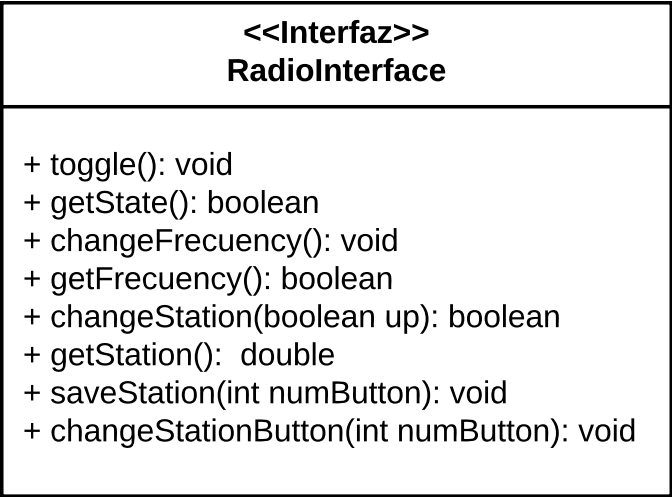 <<Interfaz>>
RadioInterface
+ toggle(): void
+ getState(): boolean
+ changeFrecuency(): void
+ getFrecuency(): boolean
+ changeStation(boolean up): boolean
+ getStation():  double
+ saveStation(int numButton): void
+ changeStationButton(int numButton): void